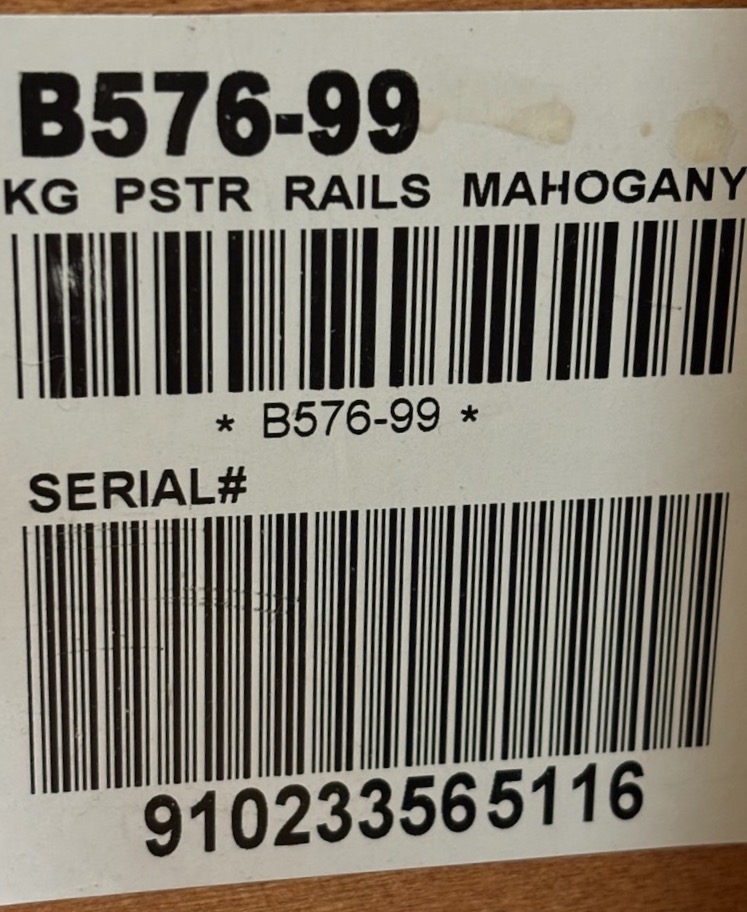 B576-99
KG PSTR RAILS MAHOGANY
* B576-99 *
SERIAL#
910233565116